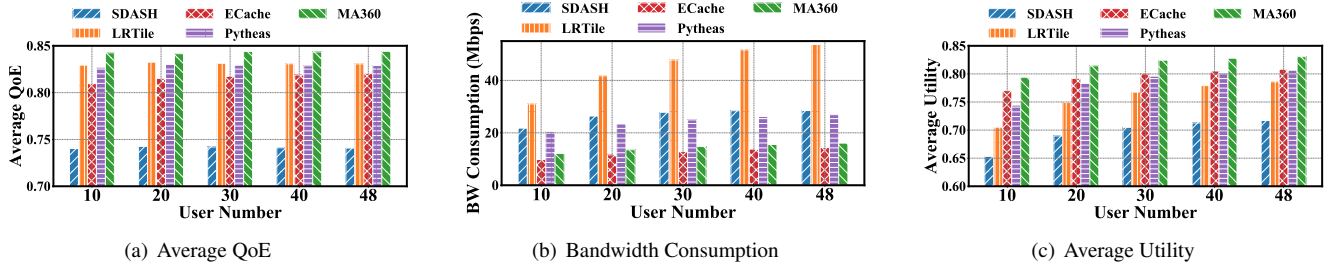 SDASH ECache MA360
LRTile Pytheas
Average QoE
0.85
0.80
0.75
0.70
10 20 30 40 48
User Number
(a) Average QoE
SDASH ECache MA360
LRTile Pytheas
BW Consumption (Mbps)
40
20
0
10 20 30 40 48
User Number
(b) Bandwidth Consumption
SDASH ECache MA360
LRTile Pytheas
Average Utility
0.85
0.80
0.75
0.70
0.65
0.60
10 20 30 40 48
User Number
(c) Average Utility